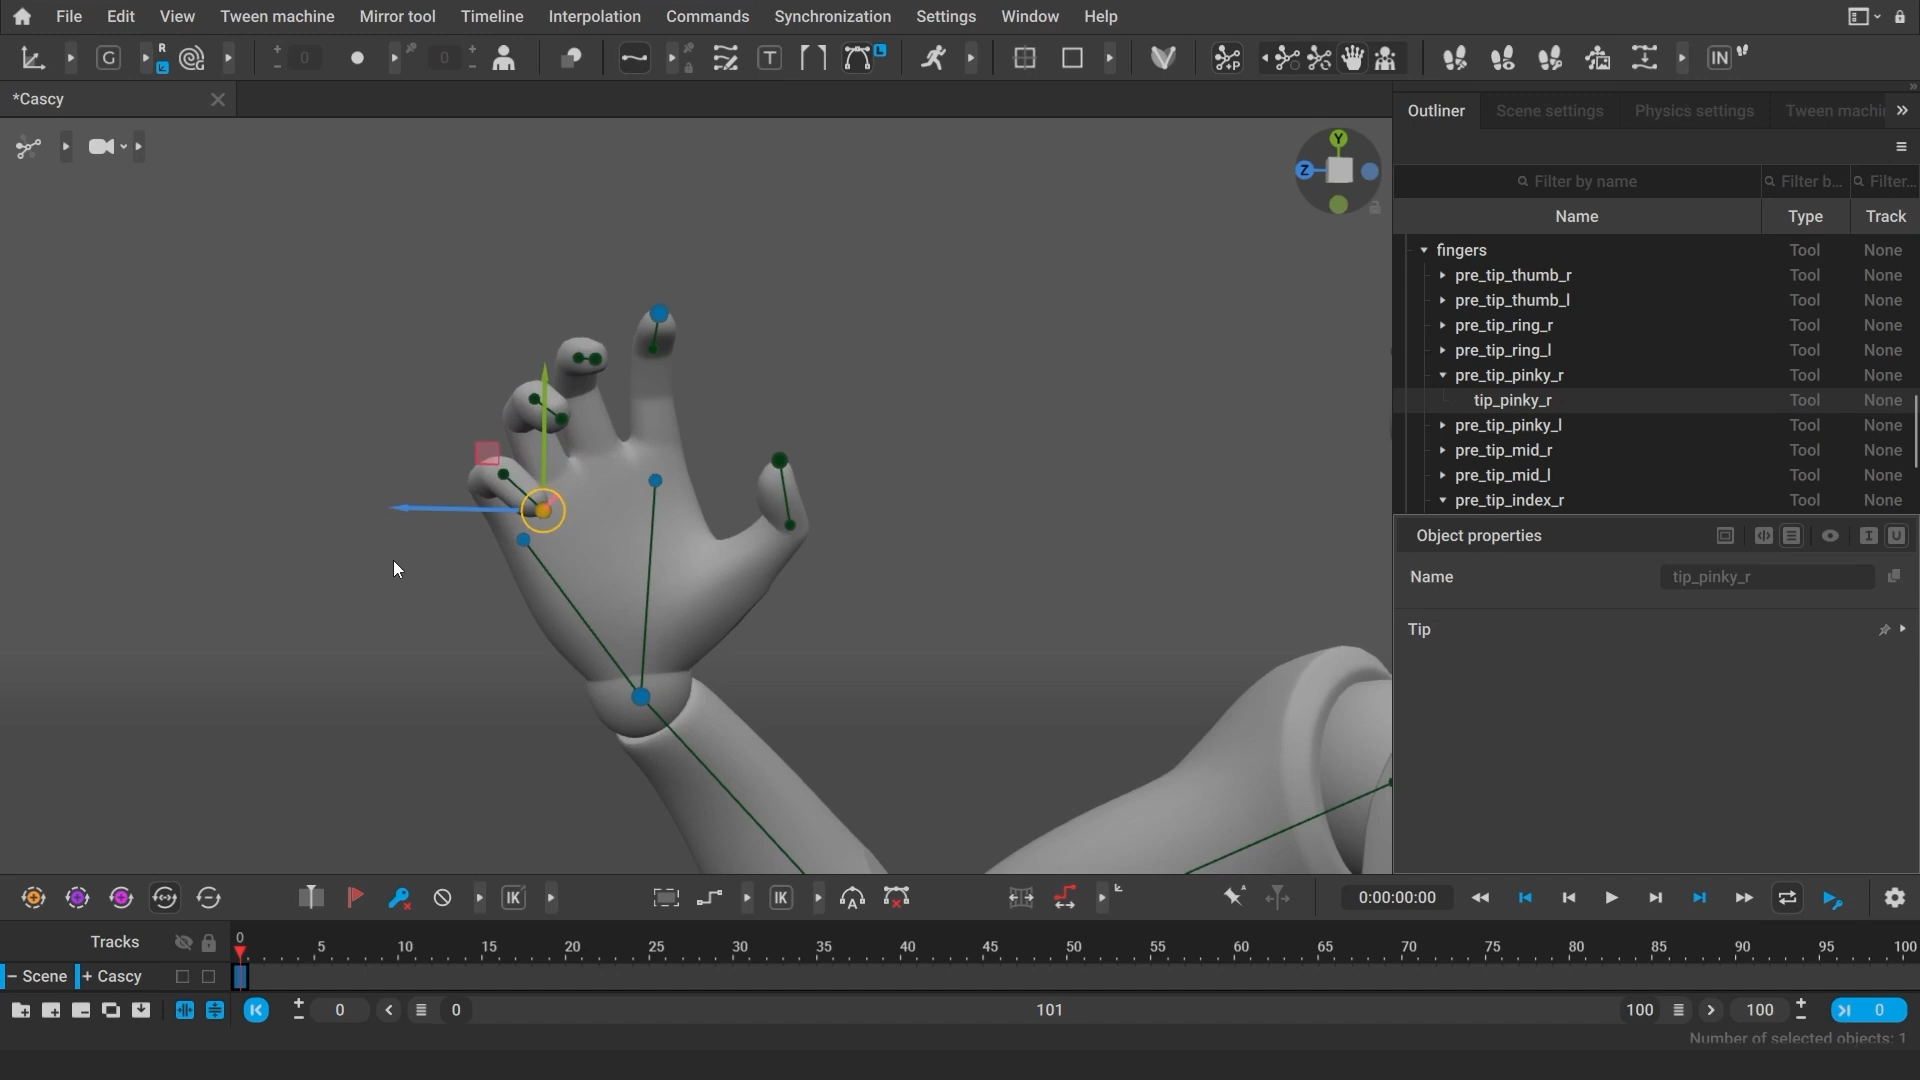 File Edit View Tween machine Mirror tool Timeline Interpolation Commands Synchronization Settings Window Help
G R 0 0 T L P IN
*Cascy
Outliner Scene settings Physics settings Tween machi
Y
Z
Filter by name Filter b... Filter...
Name Type Track
fingers Tool None
pre_tip_thumb_r Tool None
pre_tip_thumb_l Tool None
pre_tip_ring_r Tool None
pre_tip_ring_l Tool None
pre_tip_pinky_r Tool None
tip_pinky_r Tool None
pre_tip_pinky_l Tool None
pre_tip_mid_r Tool None
pre_tip_mid_l Tool None
pre_tip_index_r Tool None
Object properties
Name tip_pinky_r
Tip
IK IK A A 0:00:00:00
Tracks 0 5 10 15 20 25 30 35 40 45 50 55 60 65 70 75 80 85 90 95 100
- Scene + Cascy
0 0 101 100 100 0
Number of selected objects: 1